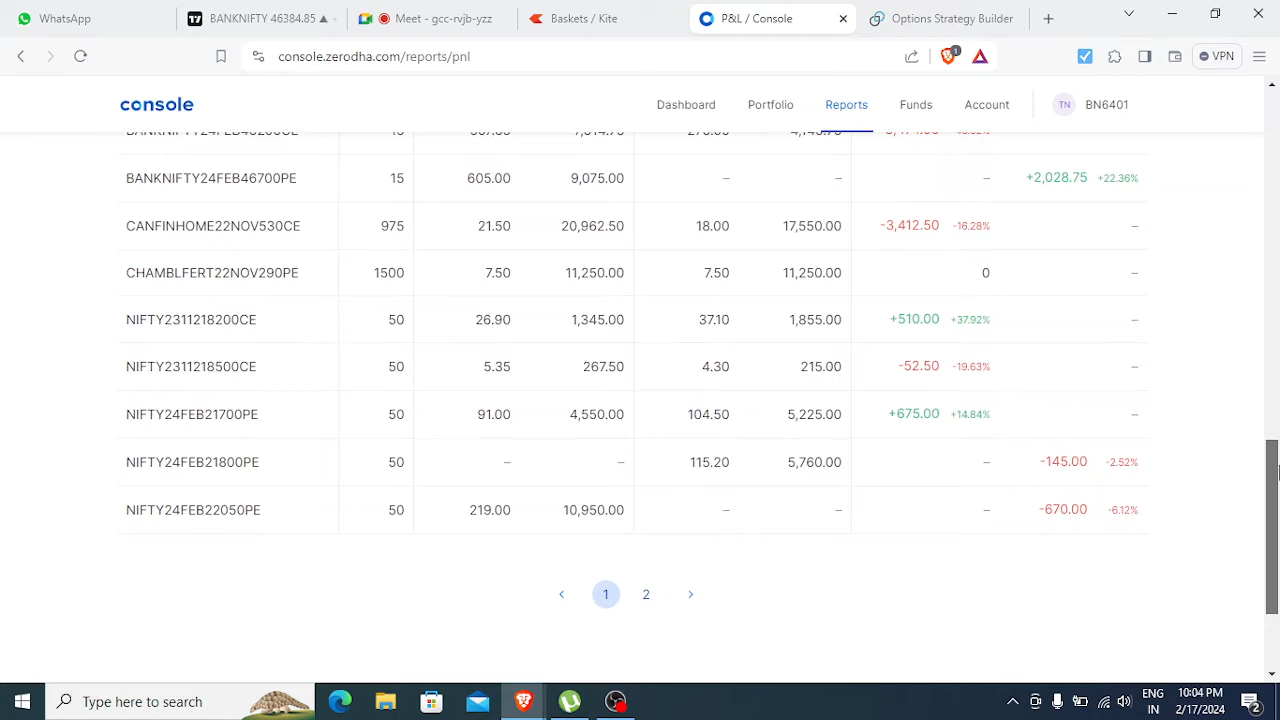 WhatsApp BANKNIFTY 46384.85 ▲ Meet - gcc-rvjb-yzz Baskets / Kite P&L / Console Options Strategy Builder
console.zerodha.com/reports/pnl 1 VPN
console Dashboard Portfolio Reports Funds Account TN BN6401
BANKNIFTY24FEB46700PE 15 605.00 9,075.00 – – – +2,028.75 +22.36%
CANFINHOME22NOV530CE 975 21.50 20,962.50 18.00 17,550.00 -3,412.50 -16.28% –
CHAMBLFERT22NOV290PE 1500 7.50 11,250.00 7.50 11,250.00 0 –
NIFTY2311218200CE 50 26.90 1,345.00 37.10 1,855.00 +510.00 +37.92% –
NIFTY2311218500CE 50 5.35 267.50 4.30 215.00 -52.50 -19.63% –
NIFTY24FEB21700PE 50 91.00 4,550.00 104.50 5,225.00 +675.00 +14.84% –
NIFTY24FEB21800PE 50 – – 115.20 5,760.00 – -145.00 -2.52%
NIFTY24FEB22050PE 50 219.00 10,950.00 – – – -670.00 -6.12%
‹ 1 2 ›
Type here to search ENG 10:04 PM
IN 2/17/2024 2